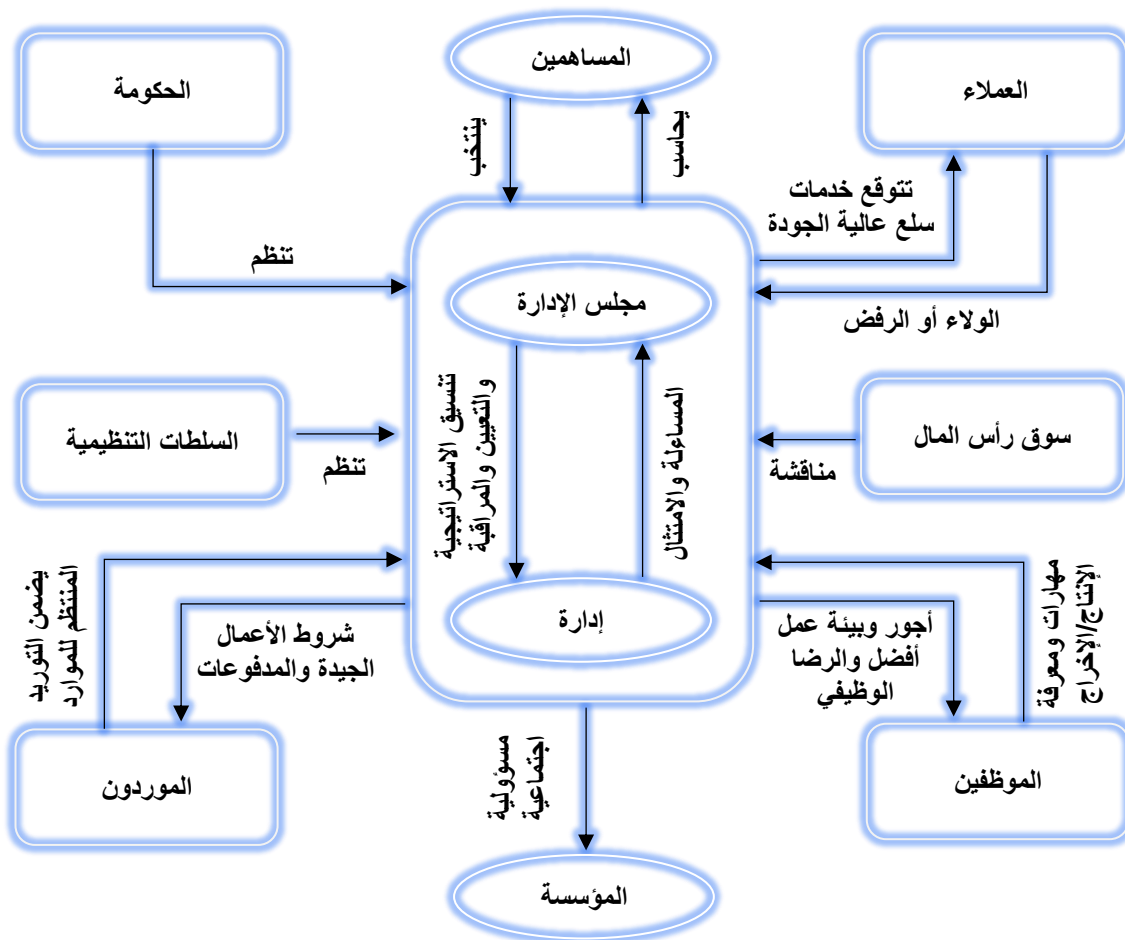 المساهمين
العملاء
الحكومة
ينتخب
يحاسب
تتوقع خدمات
سلع عالية الجودة
تنظم
مجلس الإدارة
الولاء أو الرفض
تنسيق الاستراتيجية
والتعيين والمراقبة
المساءلة والامتثال
سوق رأس المال
مناقشة
السلطات التنظيمية
تنظم
إدارة
مهارات ومعرفة
الإنتاج/الإخراج
أجور وبيئة عمل
أفضل والرضا
الوظيفي
شروط الأعمال
الجيدة والمدفوعات
يضمن التوريد
المنتظم للموارد
الموظفين
الموردون
مسؤولية
اجتماعية
المؤسسة